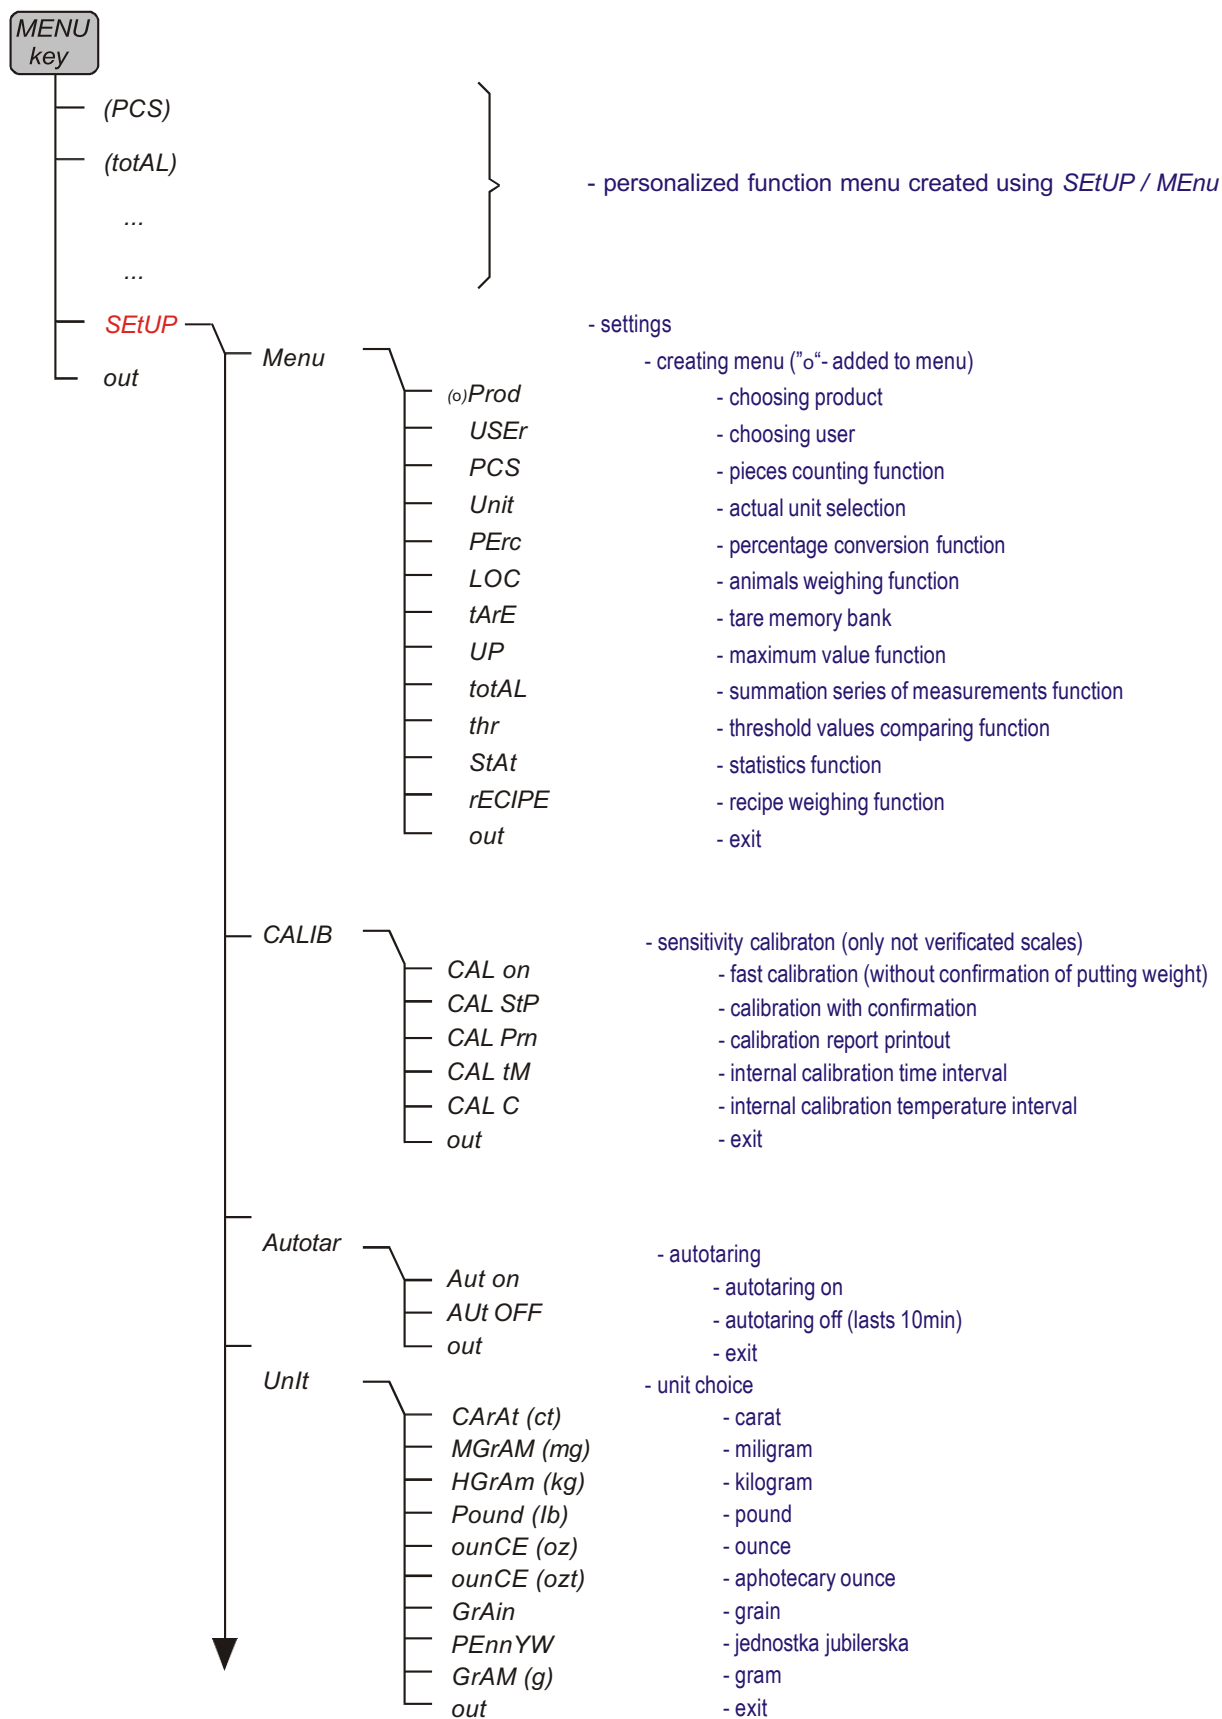 MENU
key
(PCS)
(totAL)
- personalized function menu created using SEtUP / MEnu
...
...
SEtUP - settings
Menu - creating menu ("o"- added to menu)
out
(o)Prod - choosing product
USEr - choosing user
PCS - pieces counting function
Unit - actual unit selection
PErc - percentage conversion function
LOC - animals weighing function
tArE - tare memory bank
UP - maximum value function
totAL - summation series of measurements function
thr - threshold values comparing function
StAt - statistics function
rECIPE - recipe weighing function
out - exit
CALIB - sensitivity calibraton (only not verificated scales)
CAL on - fast calibration (without confirmation of putting weight)
CAL StP - calibration with confirmation
CAL Prn - calibration report printout
CAL tM - internal calibration time interval
CAL C - internal calibration temperature interval
out - exit
Autotar - autotaring
Aut on - autotaring on
AUt OFF - autotaring off (lasts 10min)
out - exit
UnIt - unit choice
CArAt (ct) - carat
MGrAM (mg) - miligram
HGrAm (kg) - kilogram
Pound (lb) - pound
ounCE (oz) - ounce
ounCE (ozt) - aphotecary ounce
GrAin - grain
PEnnYW - jednostka jubilerska
GrAM (g) - gram
out - exit